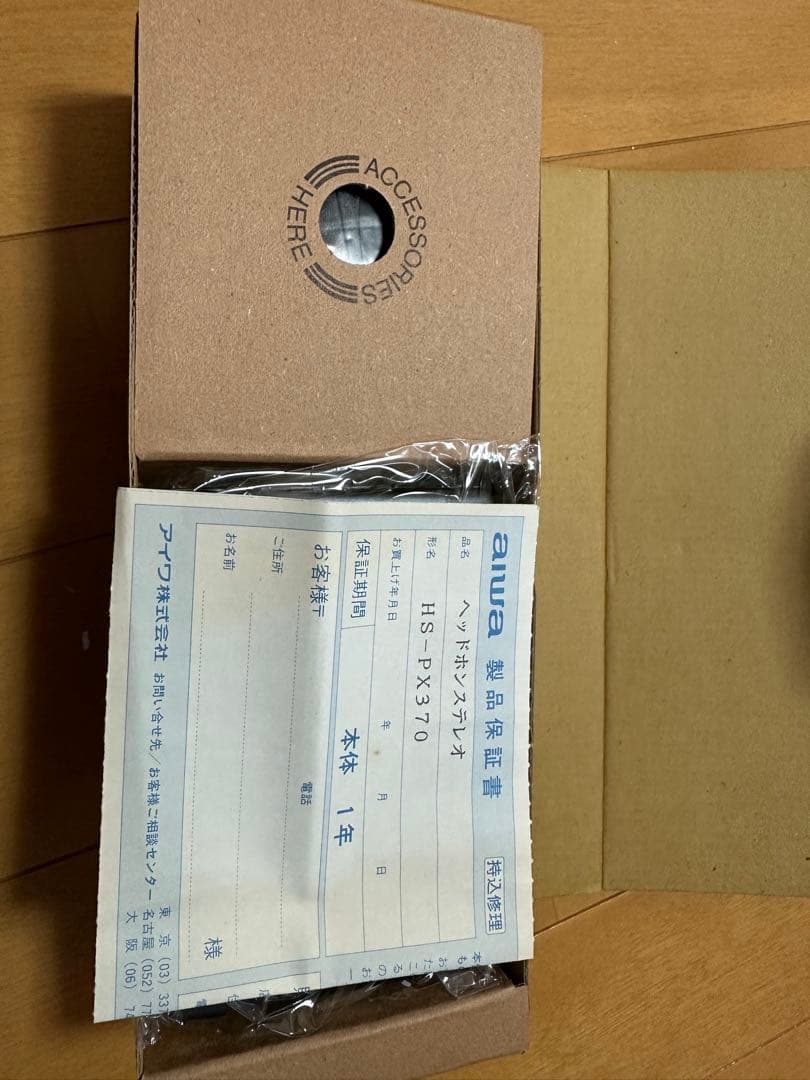 ACCESSORIES
HERE
aiwa 製品保証書 持込修理
品名 ヘッドホンステレオ
形名 HS-PX370
お買上げ年月日 年 月 日
保証期間 本体 1年
お客様 〒 電話
ご住所
お名前 様
アイワ株式会社 お問い合せ先/お客様ご相談センター
東京(03)
名古屋(052)
大阪(06)